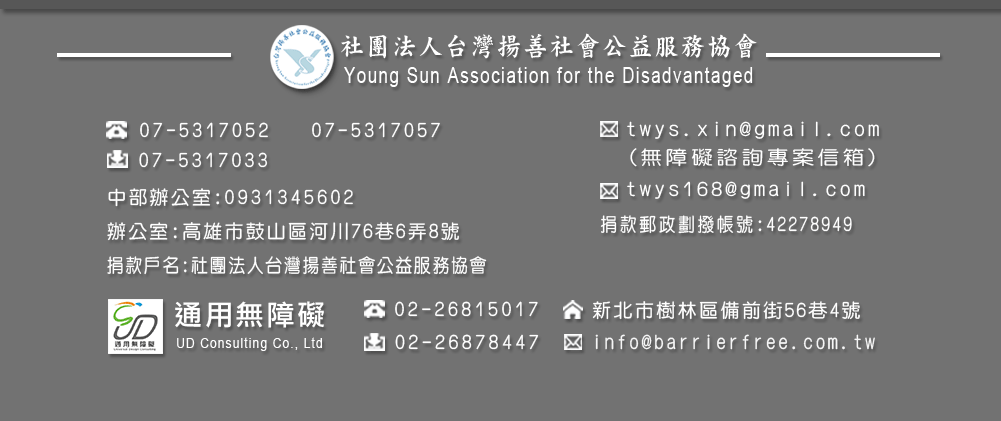 社團法人台灣揚善社會公益服務協會
Young Sun Association for the Disadvantaged
07-5317052 07-5317057
07-5317033
中部辦公室:0931345602
辦公室:高雄市鼓山區河川76巷6弄8號
捐款戶名:社團法人台灣揚善社會公益服務協會
twys.xin@gmail.com
(無障礙諮詢專案信箱)
twys168@gmail.com
捐款郵政劃撥帳號:42278949
UD
通用無障礙
通用無障礙
UD Consulting Co., Ltd
02-26815017
02-26878447
新北市樹林區備前街56巷4號
info@barrierfree.com.tw